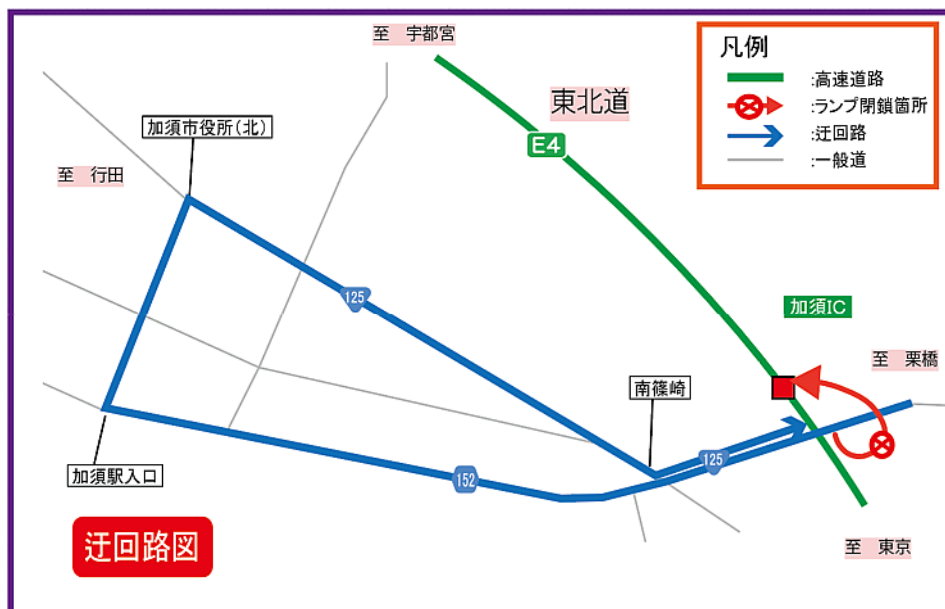 至　宇都宮
凡例
:高速道路
:ランプ閉鎖箇所
:迂回路
:一般道
東北道
E4
加須市役所(北)
至　行田
125
加須IC
至　栗橋
南篠崎
125
加須駅入口
152
迂回路図
至　東京